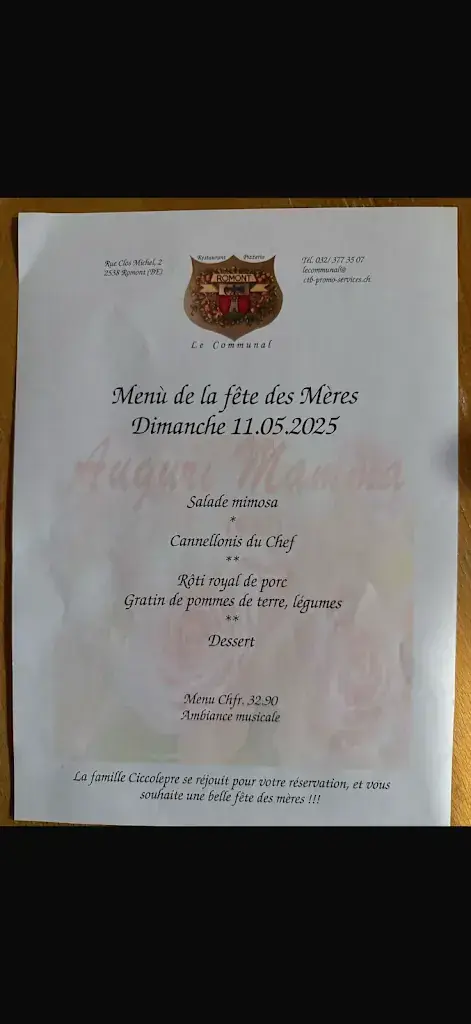 Rue Clos Michel, 2
2538 Romont (BE)
Restaurant Pizzeria
ROMONT
Le Communal
Tél. 032/ 377 35 07
lecommunal@
ctb-promo-services.ch
Menù de la fête des Mères
Dimanche 11.05.2025
Auguri Mamma
Salade mimosa
*
Cannellonis du Chef
**
Rôti royal de porc
Gratin de pommes de terre, légumes
**
Dessert
Menu Chfr. 32.90
Ambiance musicale
La famille Ciccolepre se réjouit pour votre réservation, et vous
souhaite une belle fête des mères !!!